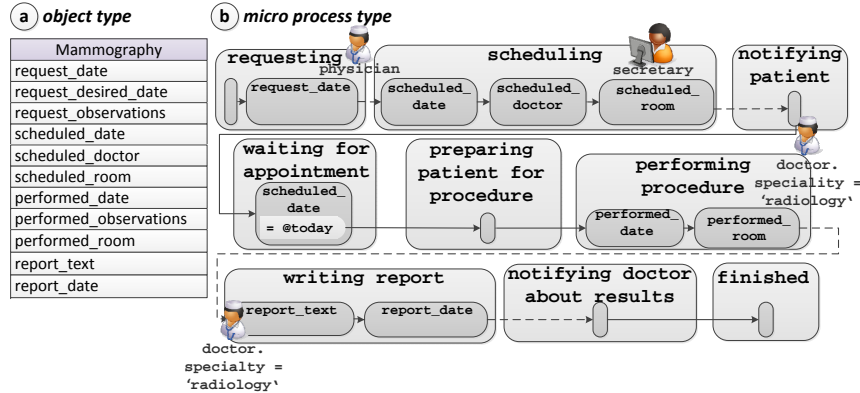 a object type
Mammography
request_date
request_desired_date
request_observations
scheduled_date
scheduled_doctor
scheduled_room
performed_date
performed_observations
performed_room
report_text
report_date
b micro process type
requesting
physician
request_date
scheduling
secretary
scheduled_
date
scheduled_
doctor
scheduled_
room
notifying
patient
waiting for
appointment
scheduled_
date
= @today
preparing
patient for
procedure
performing
procedure
performed_
date
performed_
room
doctor.
speciality =
‘radiology‘
writing report
report_text
report_date
doctor.
specialty =
‘radiology‘
notifying doctor
about results
finished